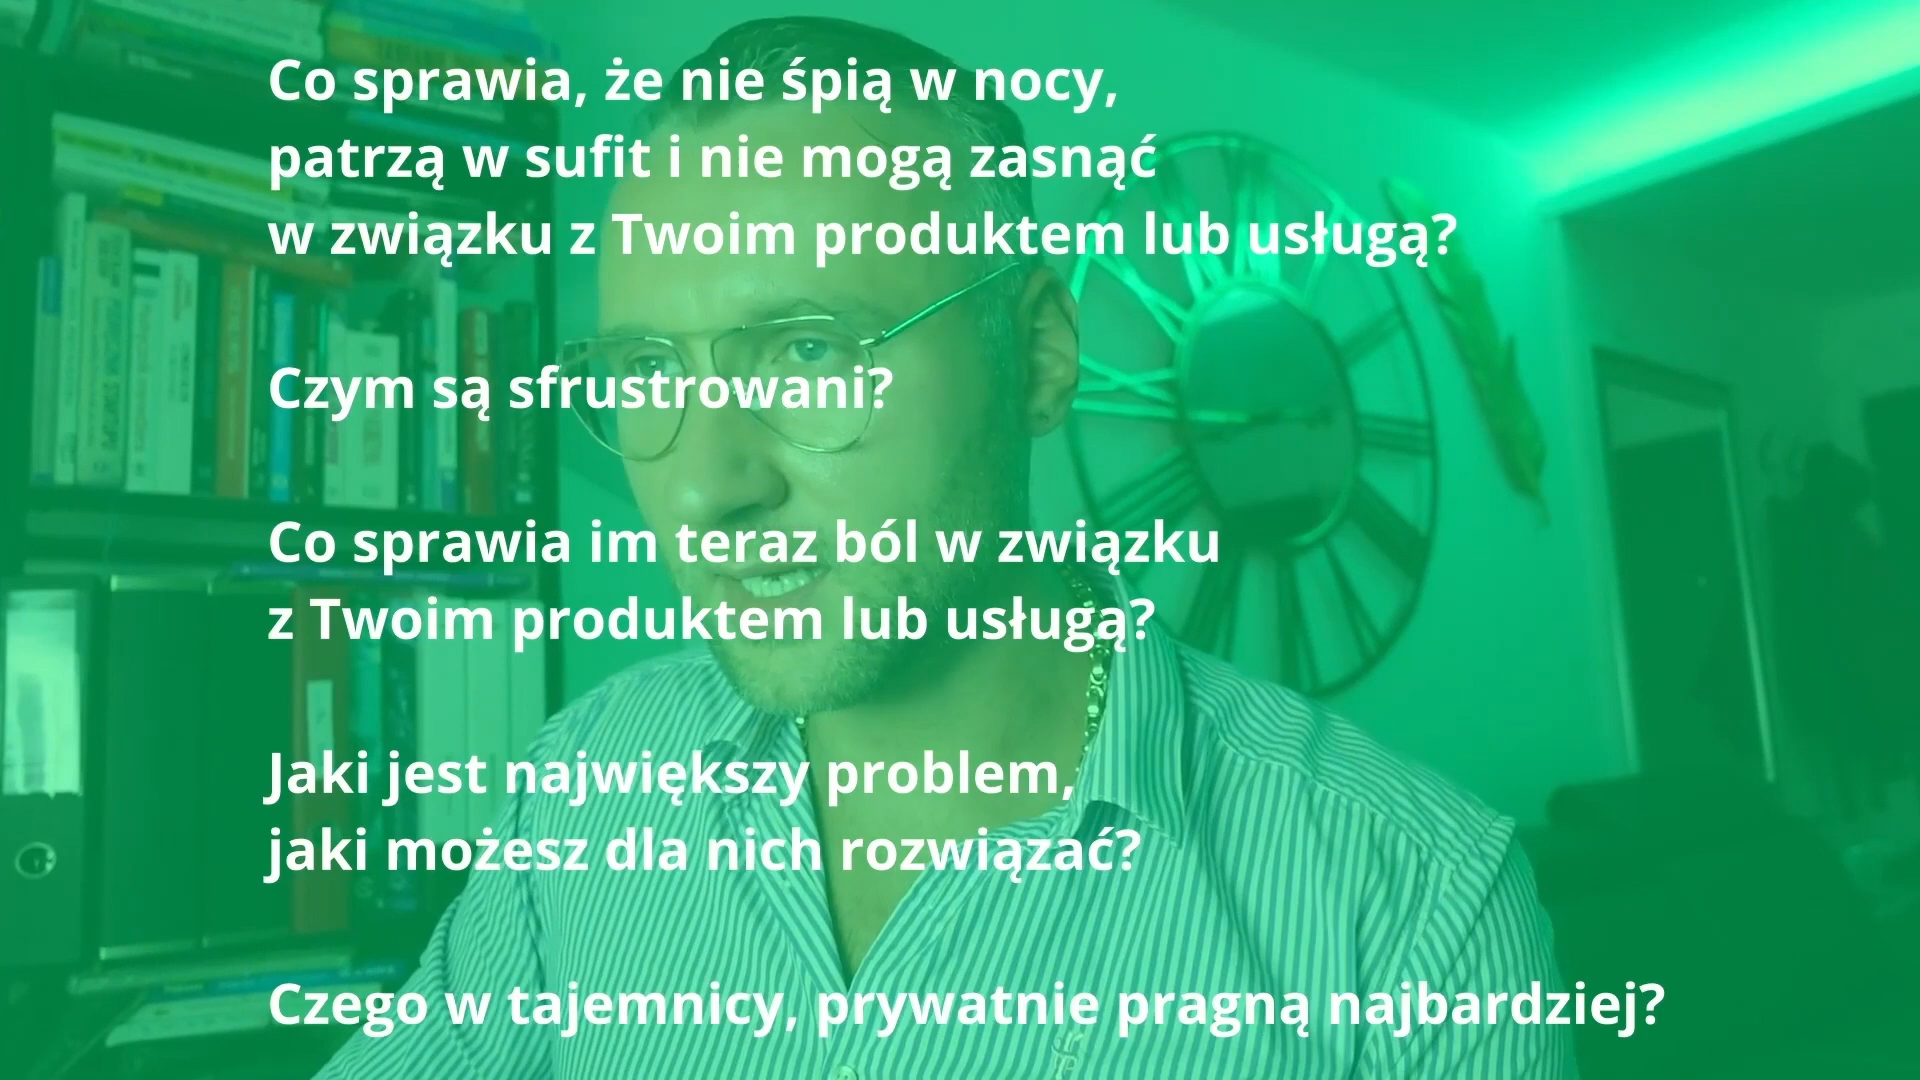 Co sprawia, że nie śpią w nocy,
patrzą w sufit i nie mogą zasnąć
w związku z Twoim produktem lub usługą?
Czym są sfrustrowani?
Co sprawia im teraz ból w związku
z Twoim produktem lub usługą?
Jaki jest największy problem,
jaki możesz dla nich rozwiązać?
Czego w tajemnicy, prywatnie pragną najbardziej?